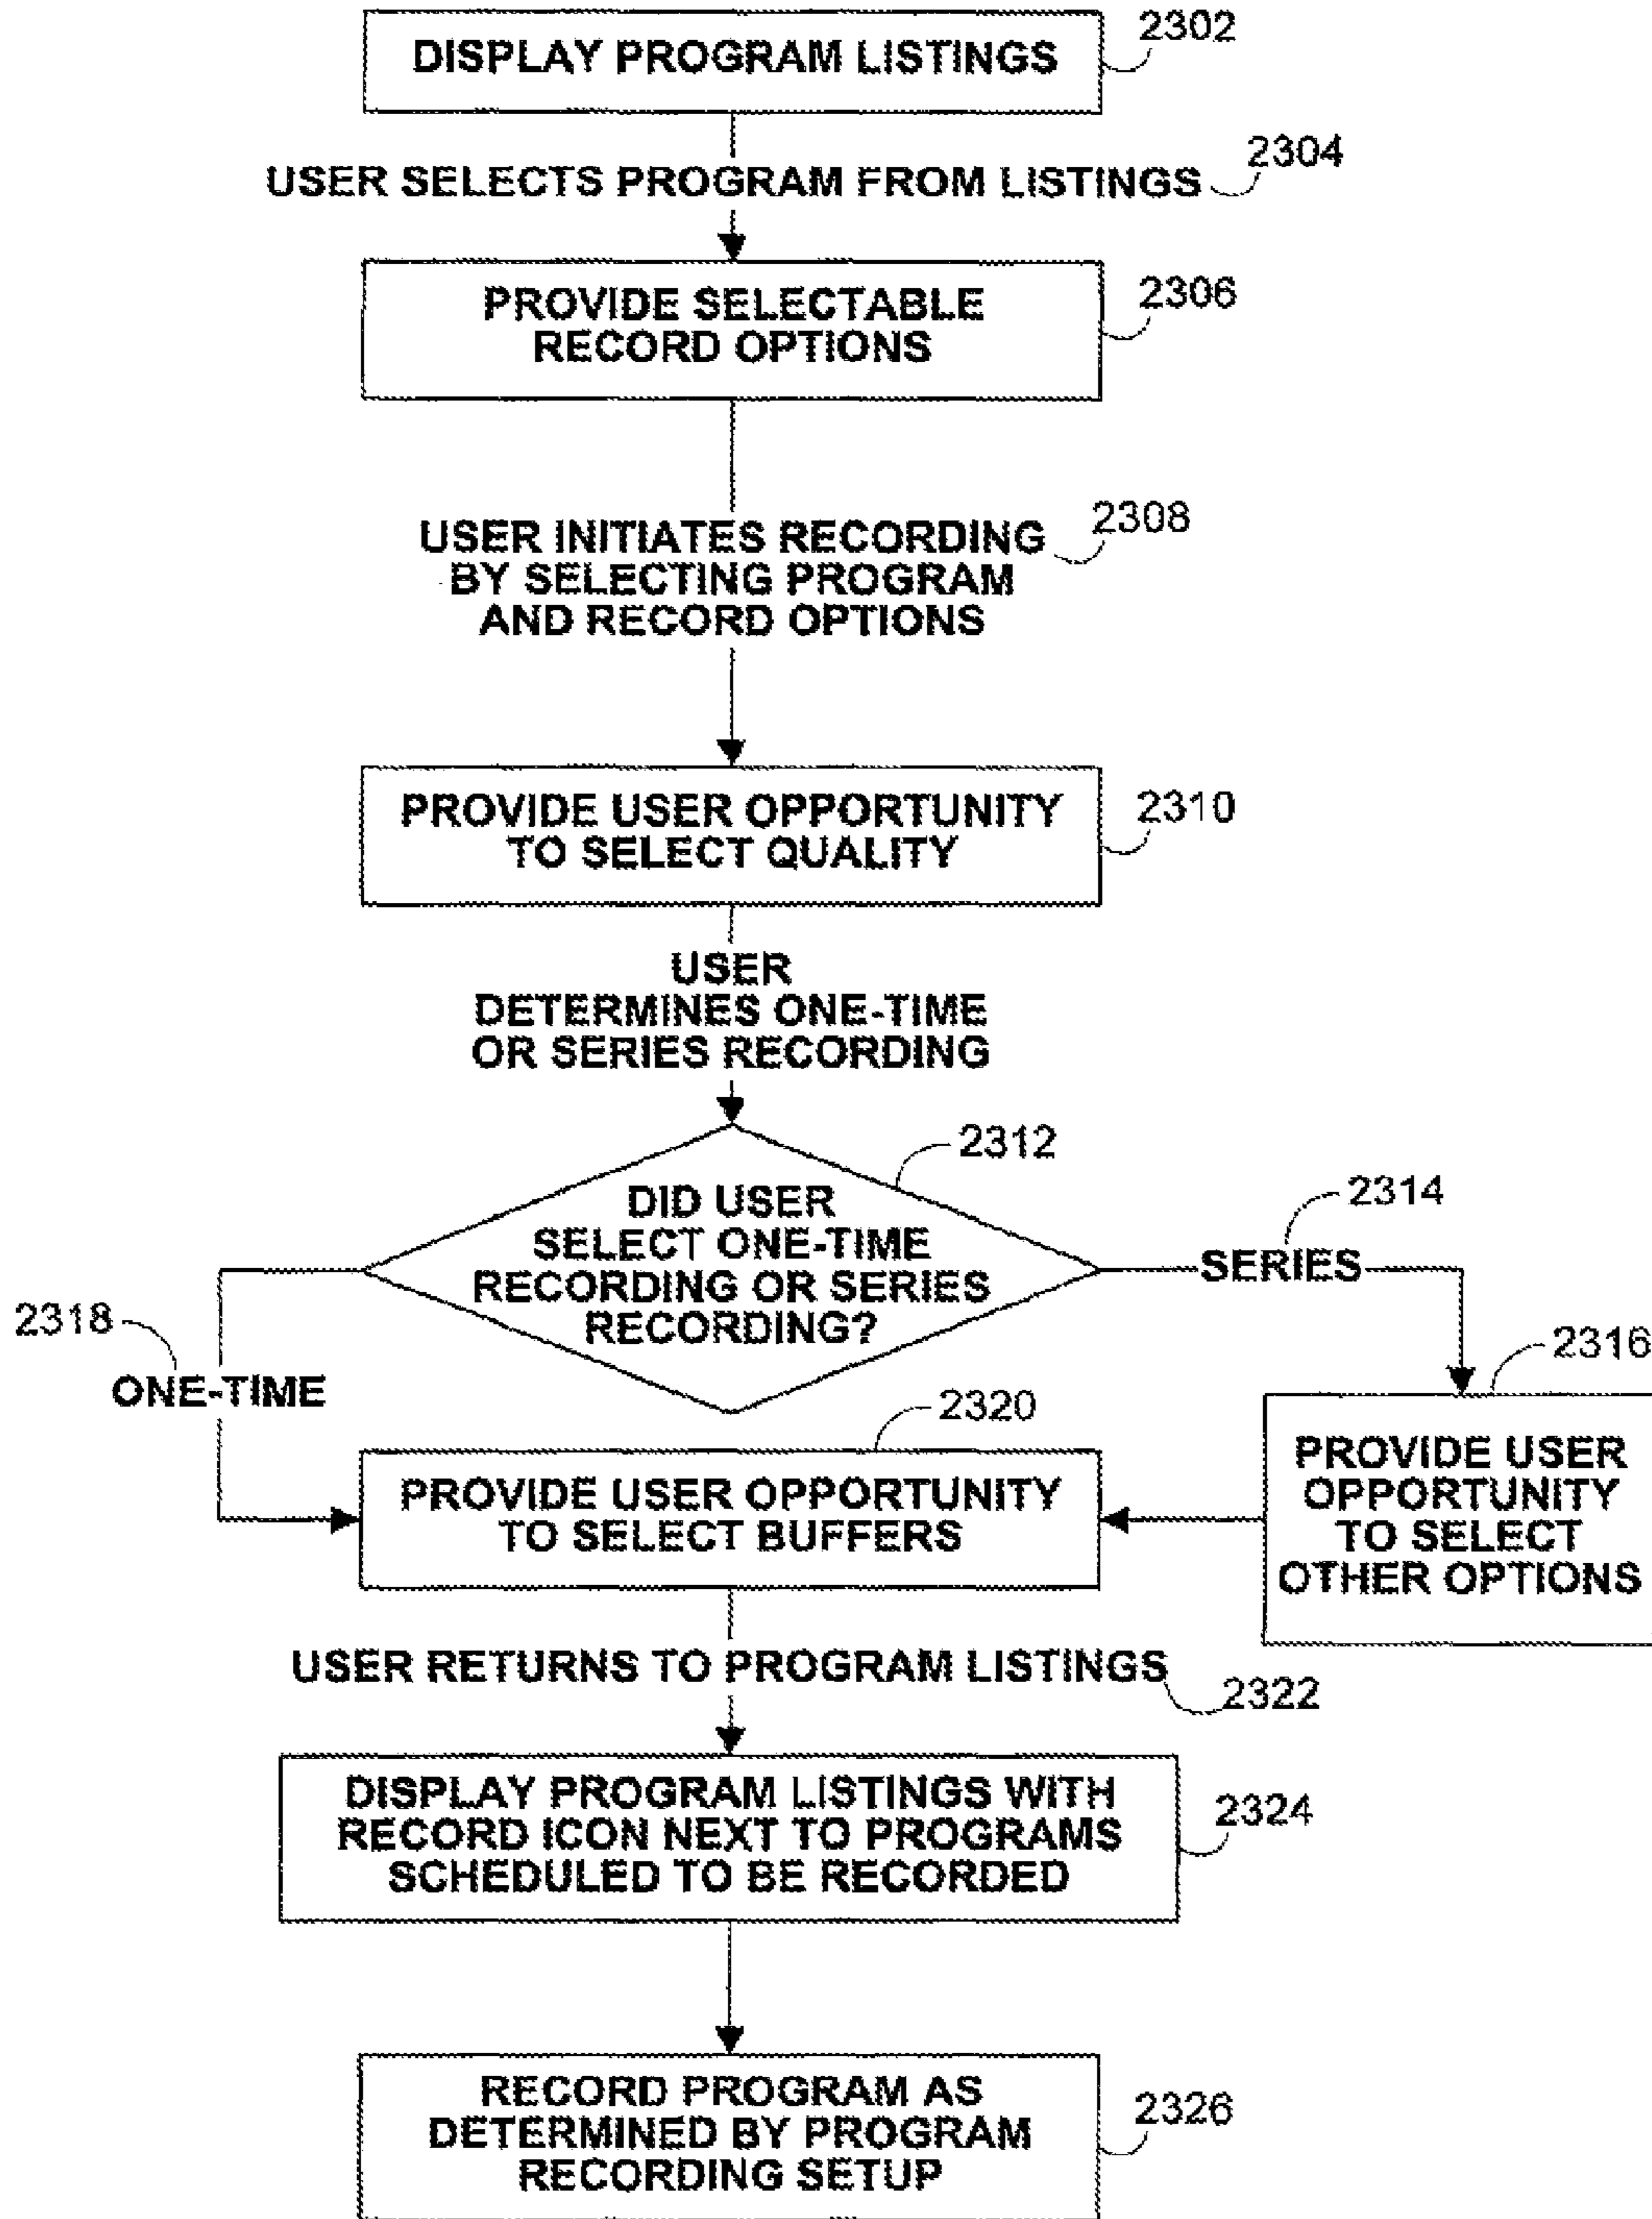 DISPLAY PROGRAM LISTINGS
2302
USER SELECTS PROGRAM FROM LISTINGS
2304
PROVIDE SELECTABLE
RECORD OPTIONS
2306
USER INITIATES RECORDING
BY SELECTING PROGRAM
AND RECORD OPTIONS
2308
PROVIDE USER OPPORTUNITY
TO SELECT QUALITY
2310
USER
DETERMINES ONE-TIME
OR SERIES RECORDING
DID USER
SELECT ONE-TIME
RECORDING OR SERIES
RECORDING?
2312
SERIES
2314
PROVIDE USER
OPPORTUNITY
TO SELECT
OTHER OPTIONS
2316
2318
ONE-TIME
PROVIDE USER OPPORTUNITY
TO SELECT BUFFERS
2320
USER RETURNS TO PROGRAM LISTINGS
2322
DISPLAY PROGRAM LISTINGS WITH
RECORD ICON NEXT TO PROGRAMS
SCHEDULED TO BE RECORDED
2324
RECORD PROGRAM AS
DETERMINED BY PROGRAM
RECORDING SETUP
2326